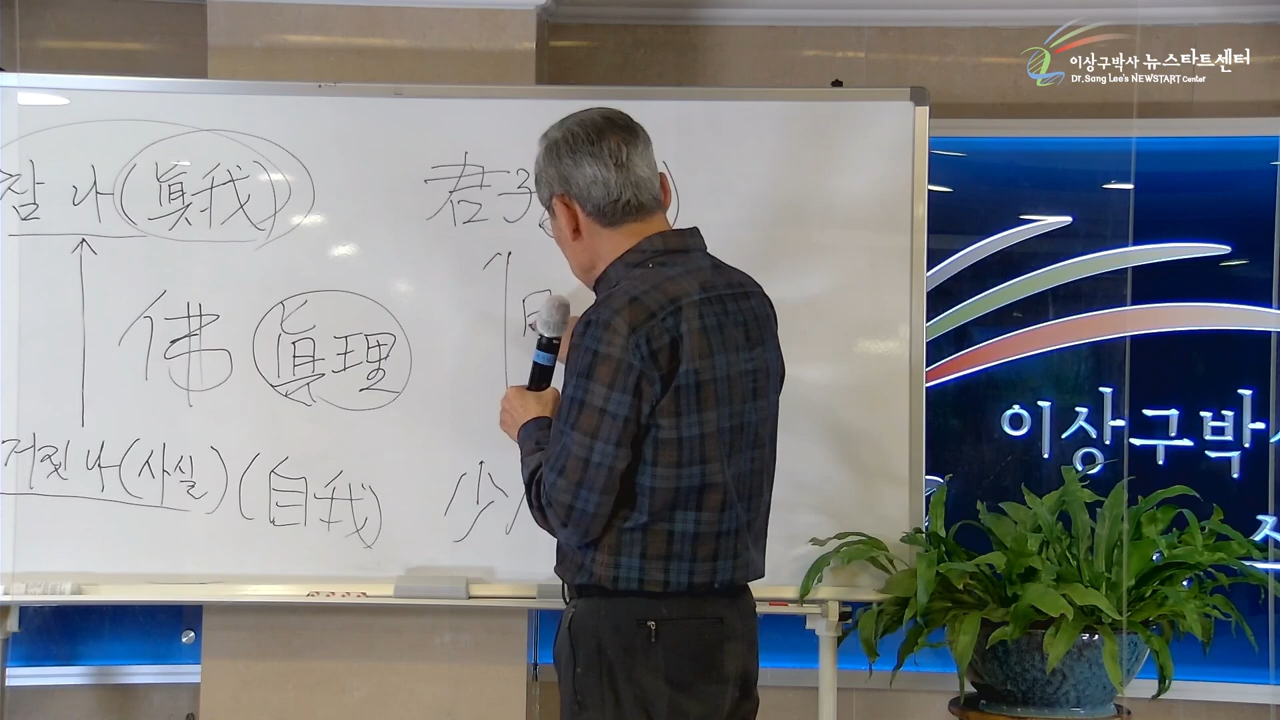 이상구박사 뉴스타트센터
Dr. Sang Lee's NEWSTART Center
참 나 (眞我)
君子
佛 眞理
거짓 나 (사실) (自我)
少
이상구박